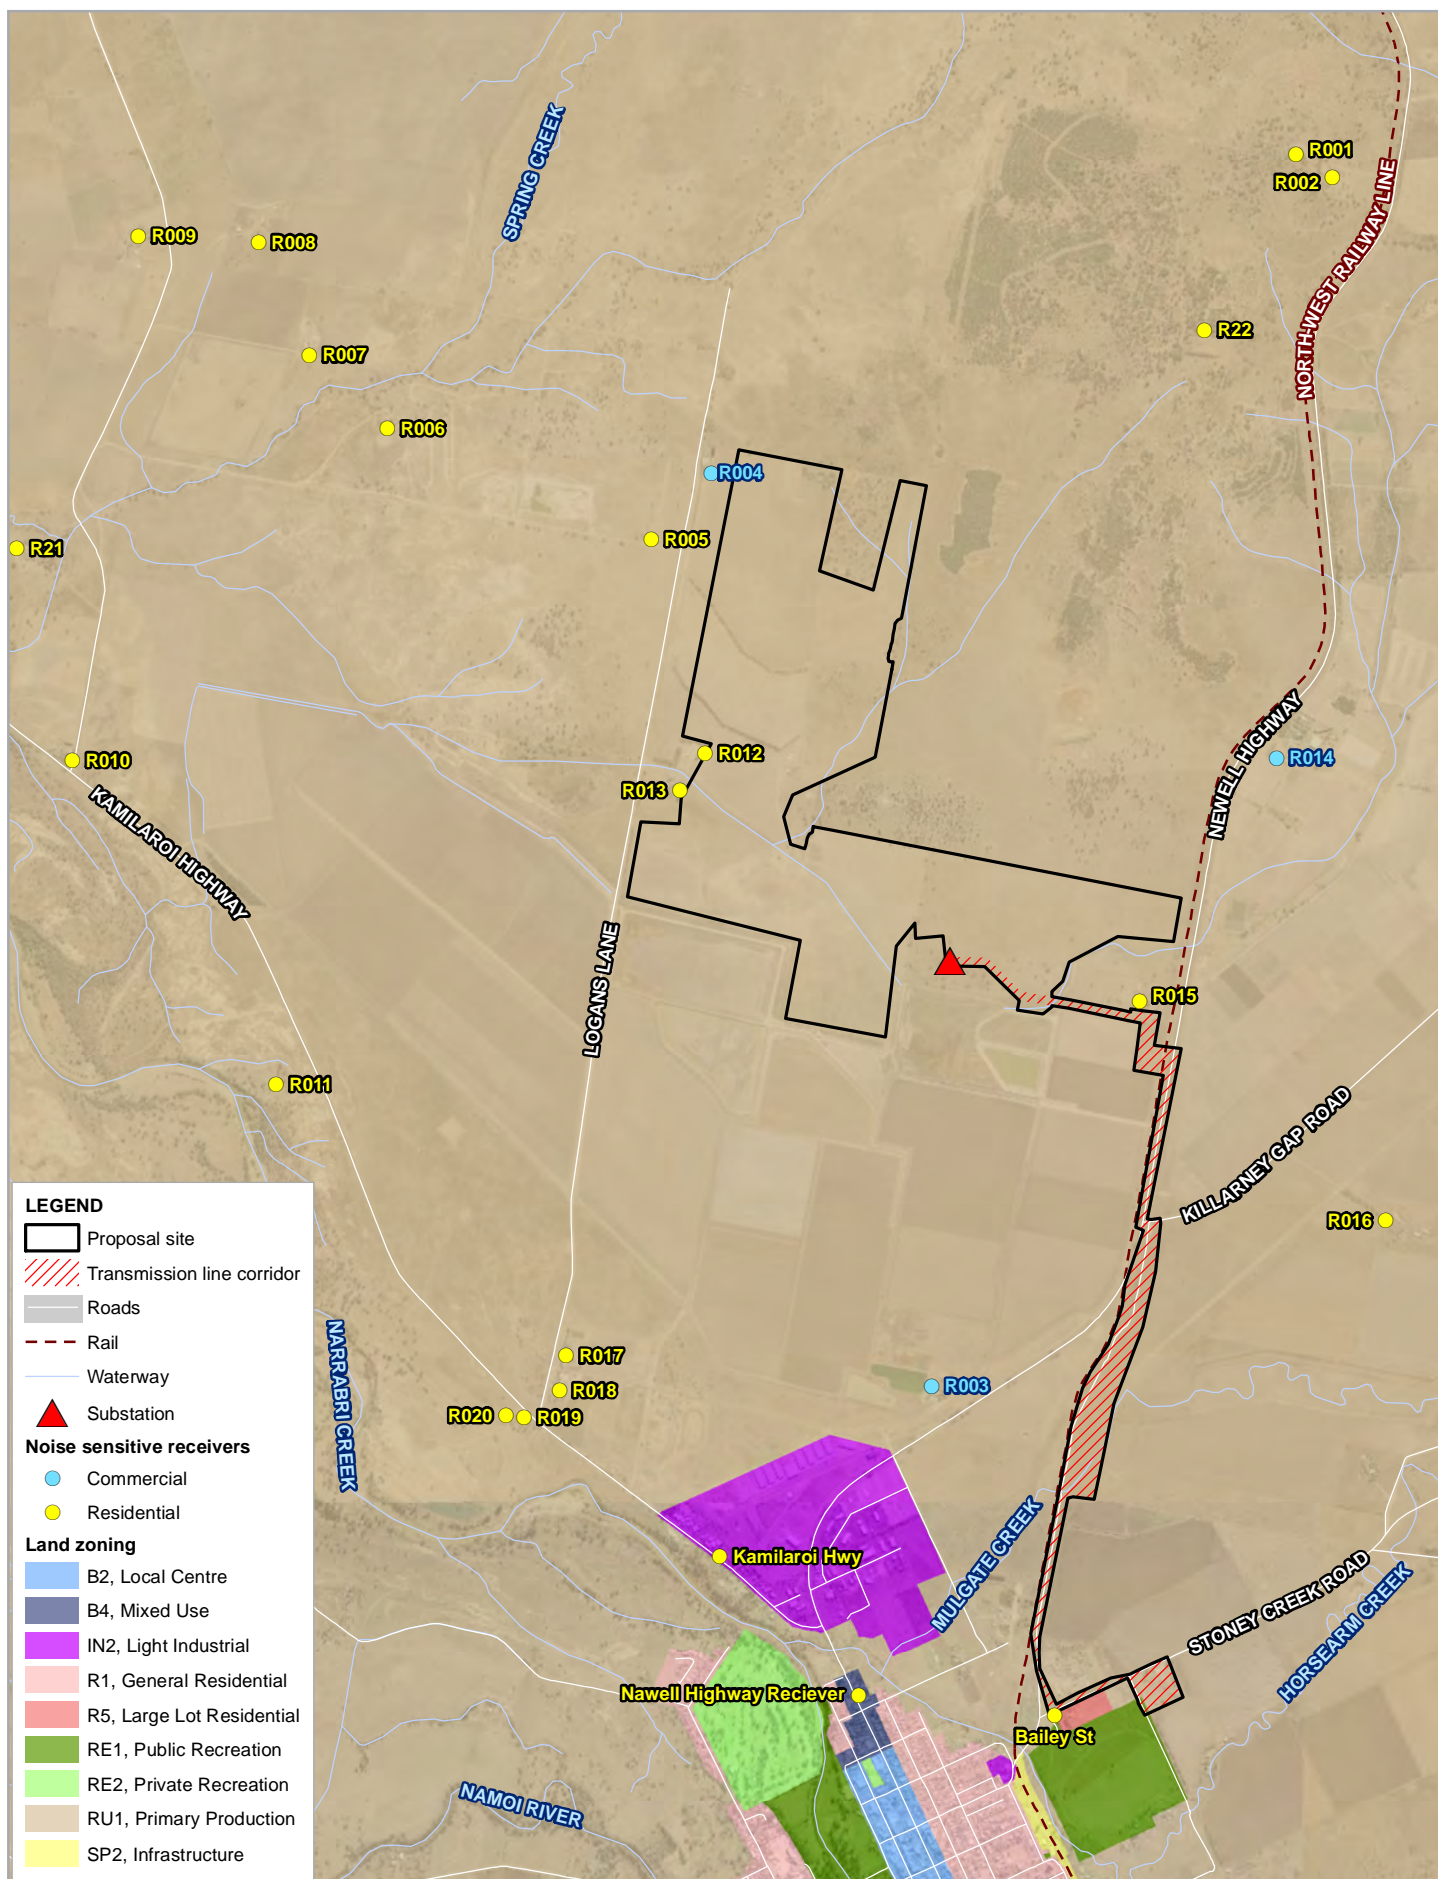 SPRING CREEK
R001
R002
NORTH-WEST RAILWAY LINE
R009
R008
R22
R007
R006
R004
R005
R21
NEWELL HIGHWAY
R012
R014
R010
R013
KAMILAROI HIGHWAY
LOGANS LANE
R015
R011
KILLARNEY GAP ROAD
R016
NARRABRI CREEK
R017
R018
R003
R020
R019
Kamilaroi Hwy
MULGATE CREEK
STONEY CREEK ROAD
HORSEARM CREEK
Nawell Highway Reciever
Bailey St
NAMOI RIVER
LEGEND
Proposal site
Transmission line corridor
Roads
Rail
Waterway
Substation
Noise sensitive receivers
Commercial
Residential
Land zoning
B2, Local Centre
B4, Mixed Use
IN2, Light Industrial
R1, General Residential
R5, Large Lot Residential
RE1, Public Recreation
RE2, Private Recreation
RU1, Primary Production
SP2, Infrastructure